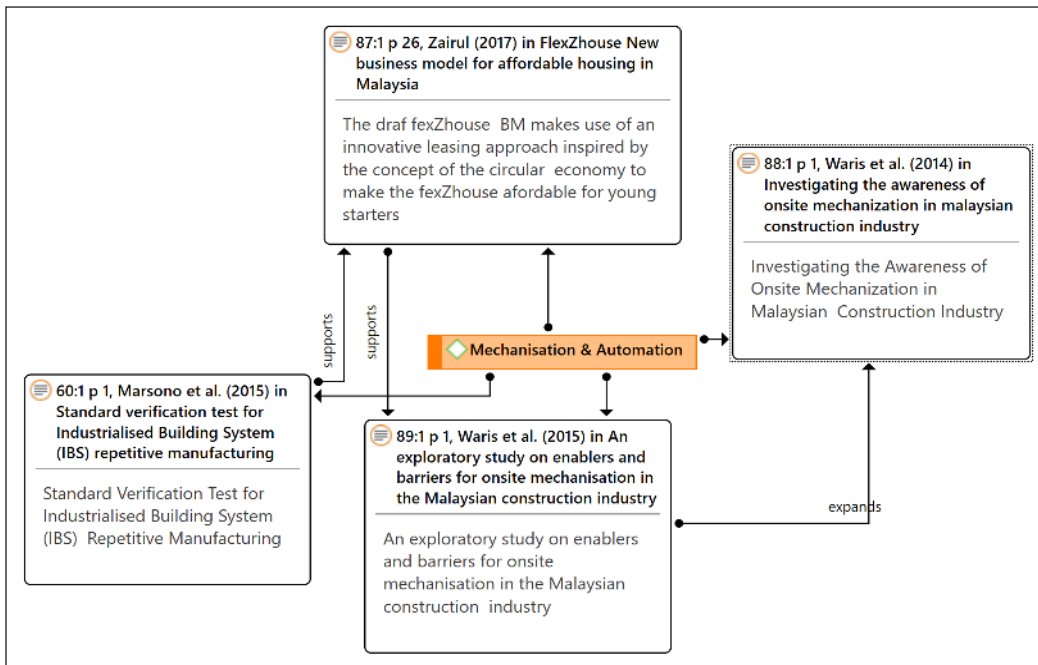 87:1 p 26, Zairul (2017) in FlexZhouse New
business model for affordable housing in
Malaysia
The draf fexZhouse BM makes use of an
innovative leasing approach inspired by
the concept of the circular economy to
make the fexZhouse afordable for young
starters
88:1 p 1, Waris et al. (2014) in
Investigating the awareness of
onsite mechanization in malaysian
construction industry
Investigating the Awareness of
Onsite Mechanization in
Malaysian Construction Industry
supports
supports
Mechanisation & Automation
60:1 p 1, Marsono et al. (2015) in
Standard verification test for
Industrialised Building System
(IBS) repetitive manufacturing
Standard Verification Test for
Industrialised Building System
(IBS) Repetitive Manufacturing
89:1 p 1, Waris et al. (2015) in An
exploratory study on enablers and
barriers for onsite mechanisation in
the Malaysian construction industry
An exploratory study on enablers
and barriers for onsite
mechanisation in the Malaysian
construction industry
expands